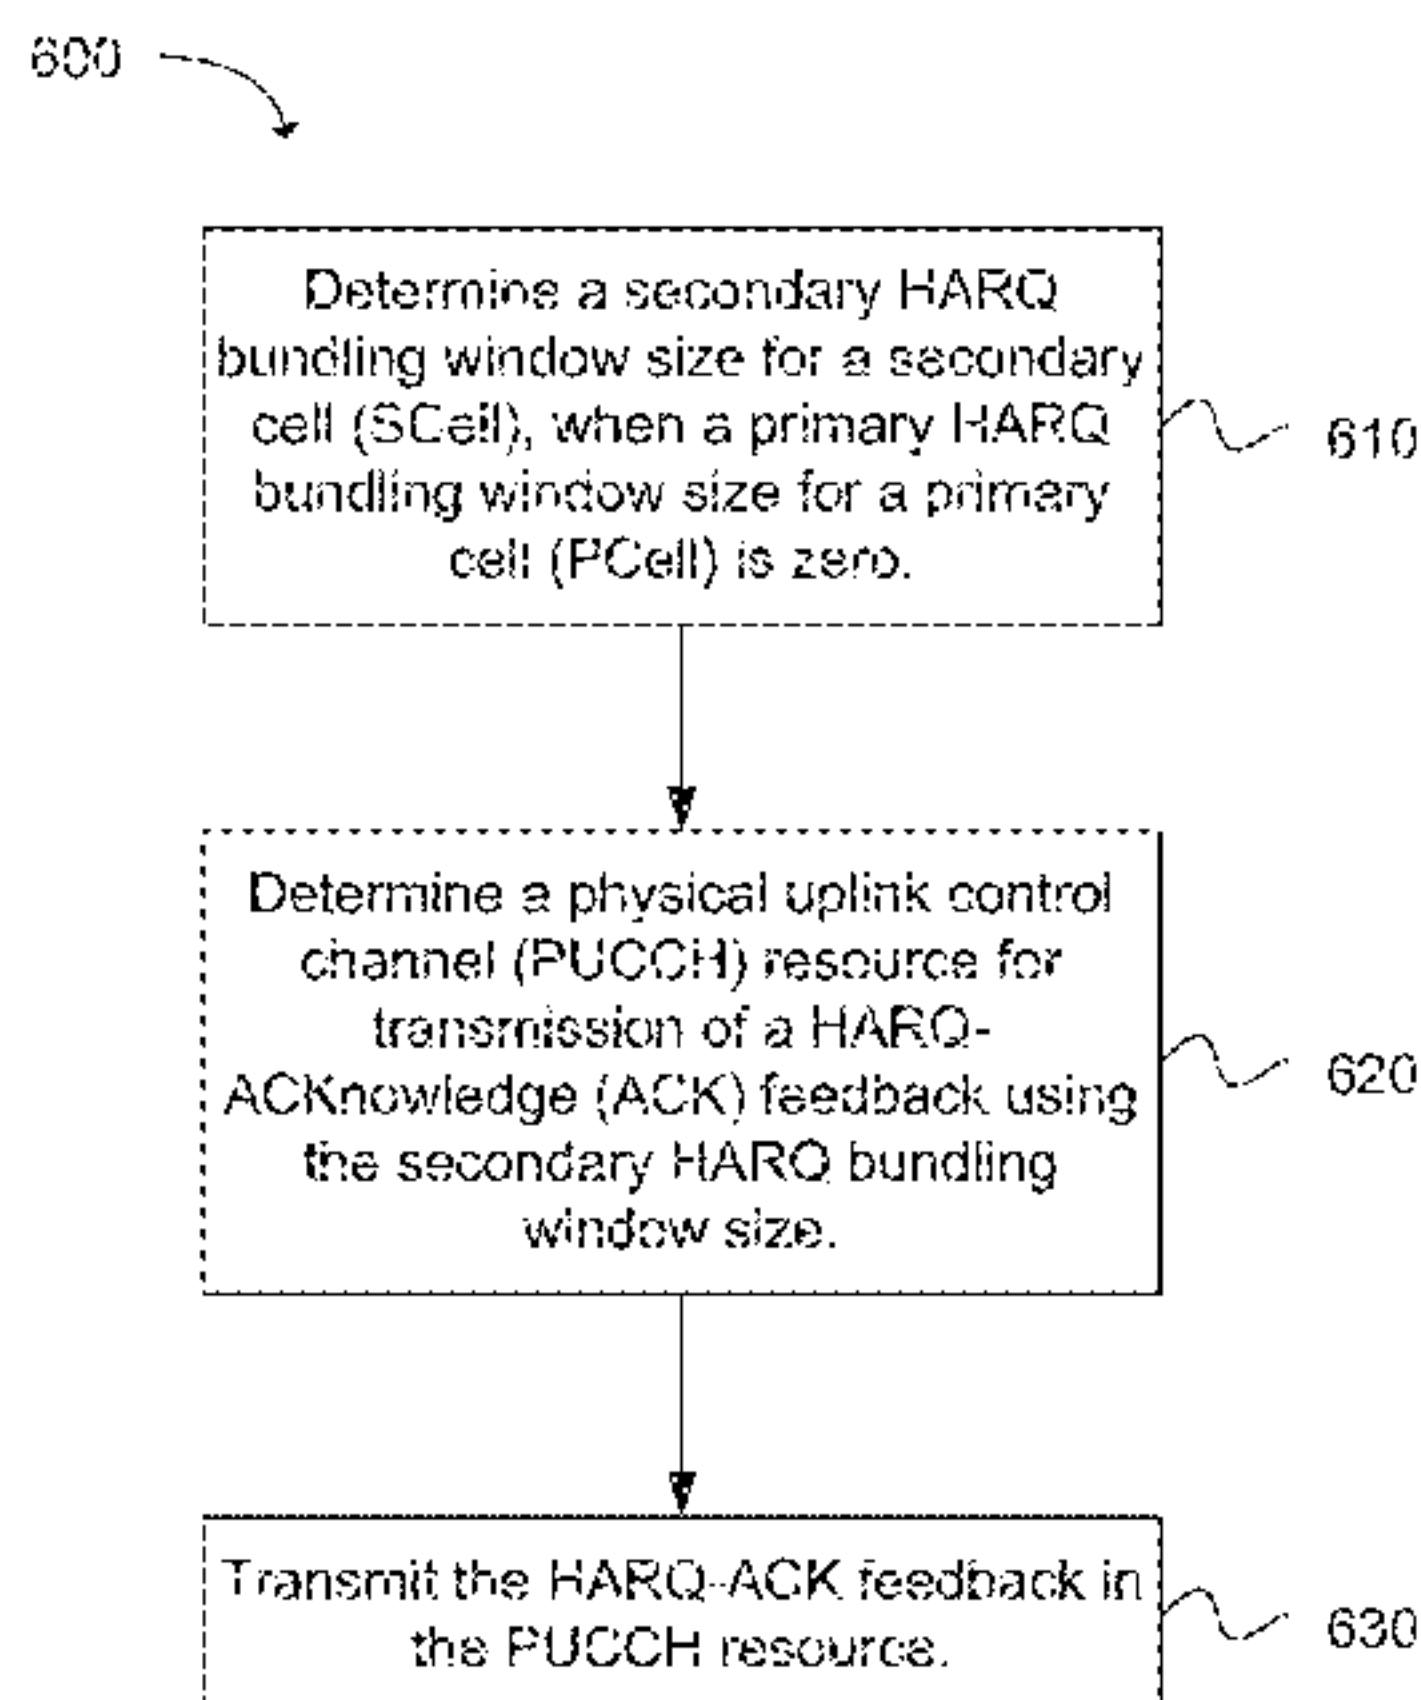 600
Determine a secondary HARQ
bundling window size for a secondary
cell (SCell), when a primary HARQ
bundling window size for a primary
cell (PCell) is zero.
610
Determine a physical uplink control
channel (PUCCH) resource for
transmission of a HARQ-
ACKnowledge (ACK) feedback using
the secondary HARQ bundling
window size.
620
Transmit the HARQ-ACK feedback in
the PUCCH resource.
630